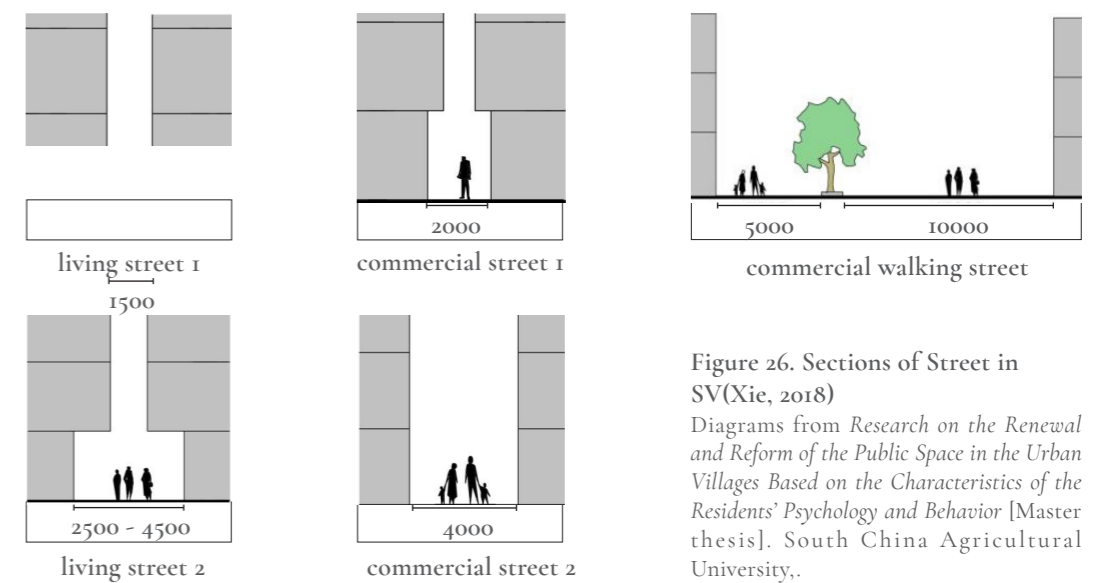 2000
5000
10000
living street 1
commercial street 1
commercial walking street
1500
2500 - 4500
4000
living street 2
commercial street 2
Figure 26. Sections of Street in
SV(Xie, 2018)
Diagrams from Research on the Renewal
and Reform of the Public Space in the Urban
Villages Based on the Characteristics of the
Residents’ Psychology and Behavior [Master
thesis]. South China Agricultural
University,.